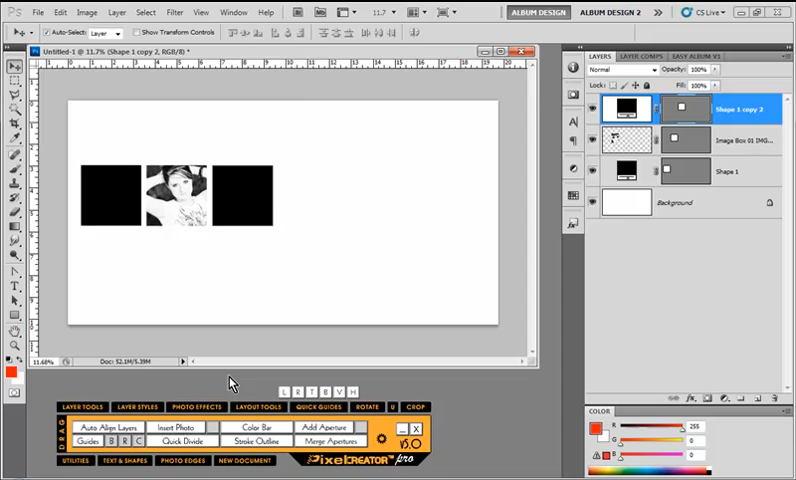 Ps File Edit Image Layer Select Filter View Window Help 11.7 ALBUM DESIGN ALBUM DESIGN 2 CS Live
Auto-Select: Layer Show Transform Controls
Untitled-1 @ 11.7% (Shape 1 copy 2, RGB/8) *
LAYERS LAYER COMPS EASY ALBUM V1
Normal Opacity: 100%
Lock: Fill: 100%
Shape 1 copy 2
Image Box 01 IMG...
Shape 1
Background
11.68% Doc: 52.1M/5.39M
L R T B V H
LAYER TOOLS LAYER STYLES PHOTO EFFECTS LAYOUT TOOLS QUICK GUIDES ROTATE U CROP
DRAG
Auto Align Layers Insert Photo Color Bar Add Aperture
Guides B R C Quick Divide Stroke Outline Merge Apertures
V5.0
UTILITIES TEXT & SHAPES PHOTO EDGES NEW DOCUMENT PixelCREATOR pro
COLOR
R 255
G 0
B 0